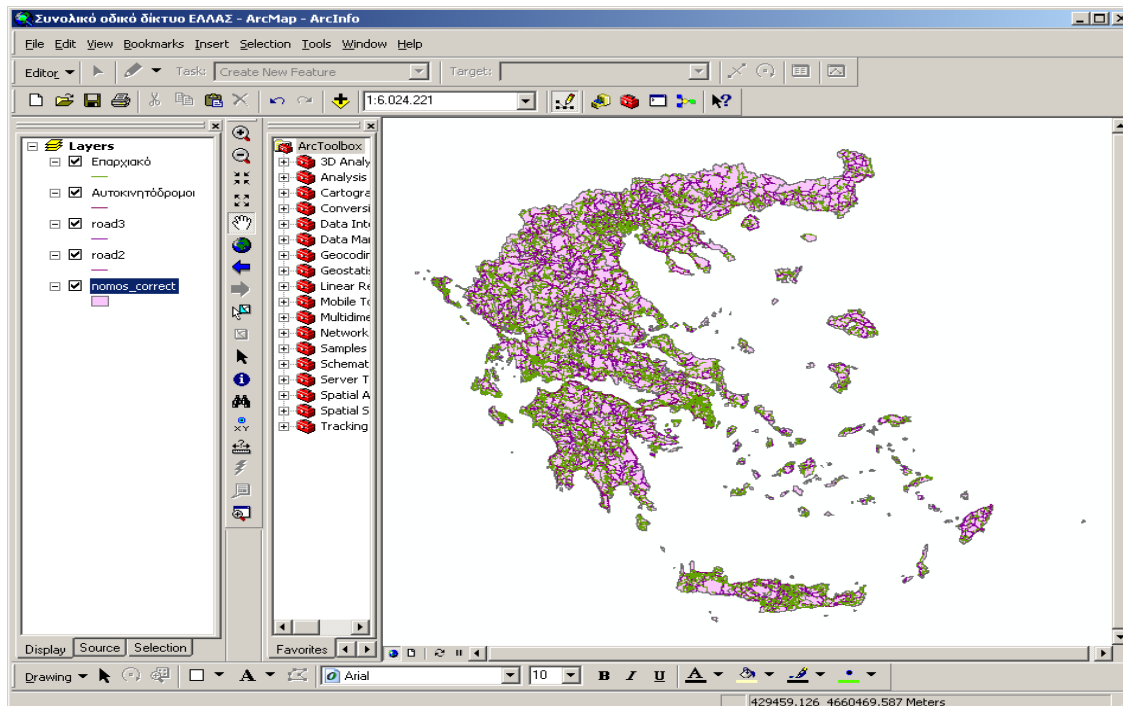 Συνολικό οδικό δίκτυο ΕΛΛΑΣ - ArcMap - ArcInfo
File Edit View Bookmarks Insert Selection Tools Window Help
Editor Task: Create New Feature Target:
1:6.024.221
Layers
Επαρχιακό
Αυτοκινητόδρομοι
road3
road2
nomos_correct
XY
ArcToolbox
3D Analy
Analysis
Cartogra
Conversi
Data Inte
Data Mar
Geocodin
Geostatis
Linear Re
Mobile To
Multidime
Network
Samples
Schemat
Server T
Spatial A
Spatial S
Tracking
Display Source Selection
Favorites
Drawing A Arial 10 B I U A
429459,126 4660469,587 Meters